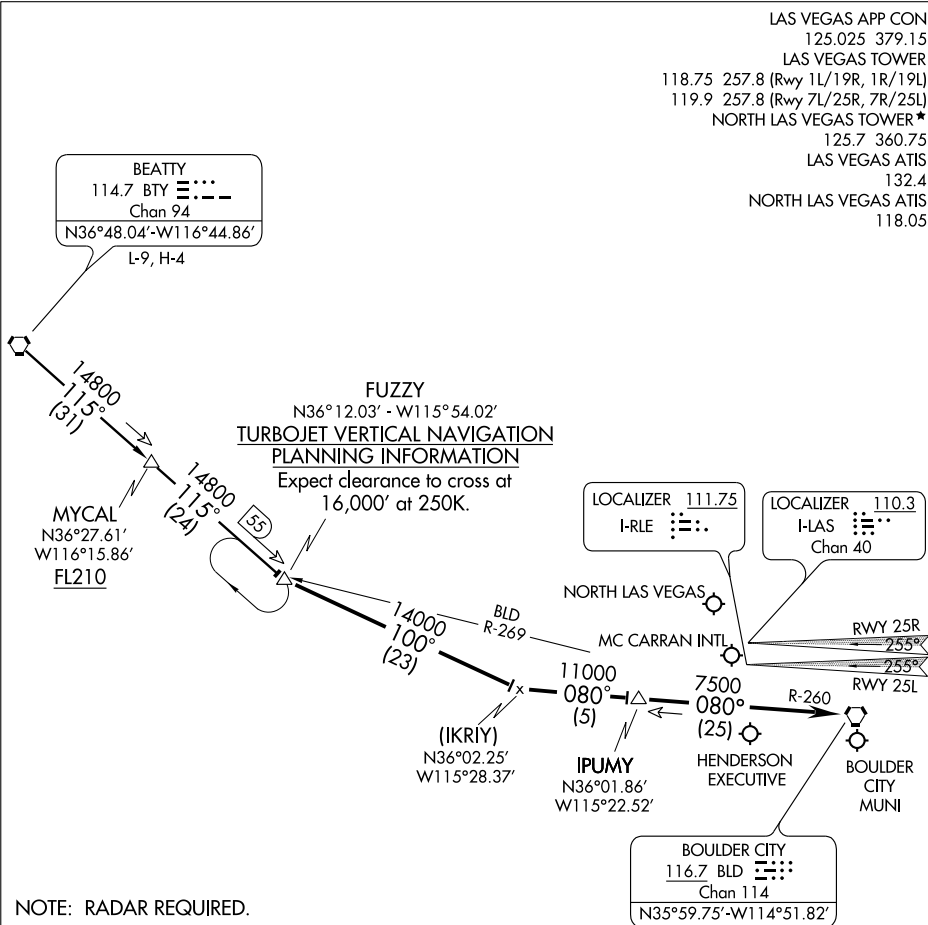 LAS VEGAS APP CON
125.025 379.15
LAS VEGAS TOWER
118.75 257.8 (Rwy 1L/19R, 1R/19L)
119.9 257.8 (Rwy 7L/25R, 7R/25L)
NORTH LAS VEGAS TOWER★
125.7 360.75
LAS VEGAS ATIS
132.4
NORTH LAS VEGAS ATIS
118.05
BEATTY
114.7 BTY
Chan 94
N36°48.04’-W116°44.86’
L-9, H-4
14800
115°
(31)
MYCAL
N36°27.61’
W116°15.86’
FL210
14800
115°
(24)
55
FUZZY
N36°12.03’ - W115°54.02’
TURBOJET VERTICAL NAVIGATION
PLANNING INFORMATION
Expect clearance to cross at
16,000’ at 250K.
14000
100°
(23)
BLD
R-269
(IKRIY)
N36°02.25’
W115°28.37’
11000
080°
(5)
IPUMY
N36°01.86’
W115°22.52’
7500
080°
(25)
R-260
LOCALIZER 111.75
I-RLE
LOCALIZER 110.3
I-LAS
Chan 40
NORTH LAS VEGAS
MC CARRAN INTL
RWY 25R
255°
255°
RWY 25L
HENDERSON
EXECUTIVE
BOULDER
CITY
MUNI
BOULDER CITY
116.7 BLD
Chan 114
N35°59.75’-W114°51.82’
NOTE: RADAR REQUIRED.